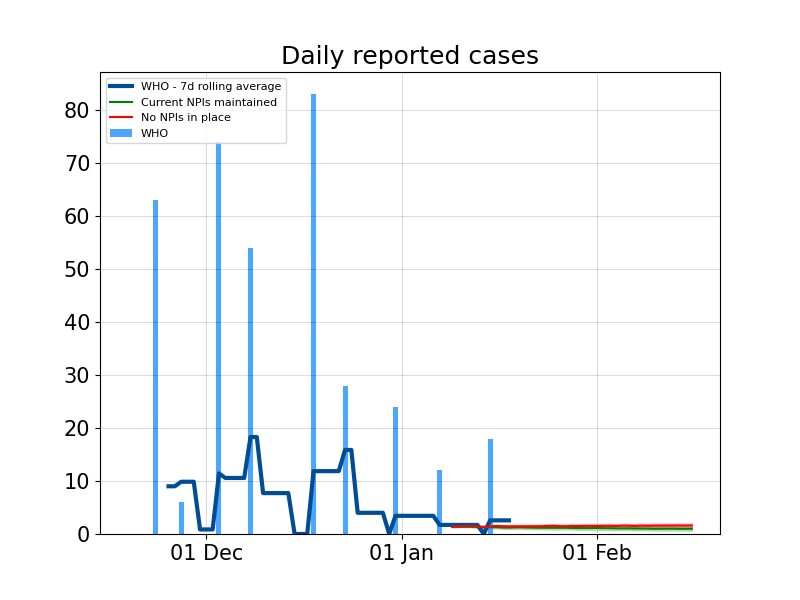 Daily reported cases
WHO - 7d rolling average
Current NPIs maintained
No NPIs in place
WHO
80
70
60
50
40
30
20
10
0
01 Dec
01 Jan
01 Feb